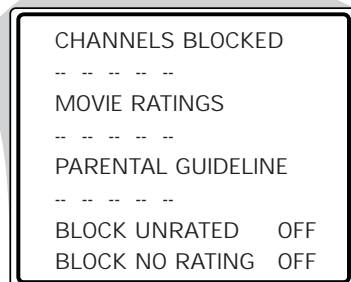 CHANNELS BLOCKED
-- -- -- -- --
MOVIE RATINGS
-- -- -- -- --
PARENTAL GUIDELINE
-- -- -- -- --
BLOCK UNRATED OFF
BLOCK NO RATING OFF